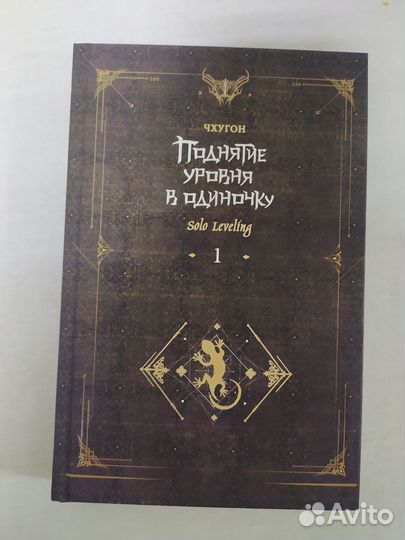 ЧХУГОН
ПОДНЯТИЕ
УРОВНЯ
В ОДИНОЧКУ
Solo Leveling
1
Avito